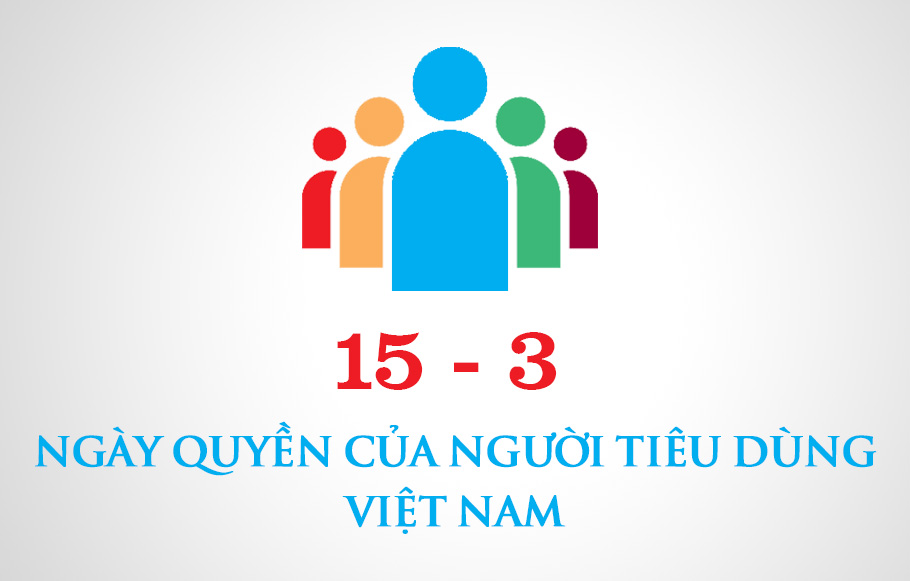 15 - 3
NGÀY QUYỀN CỦA NGƯỜI TIÊU DÙNG
VIỆT NAM